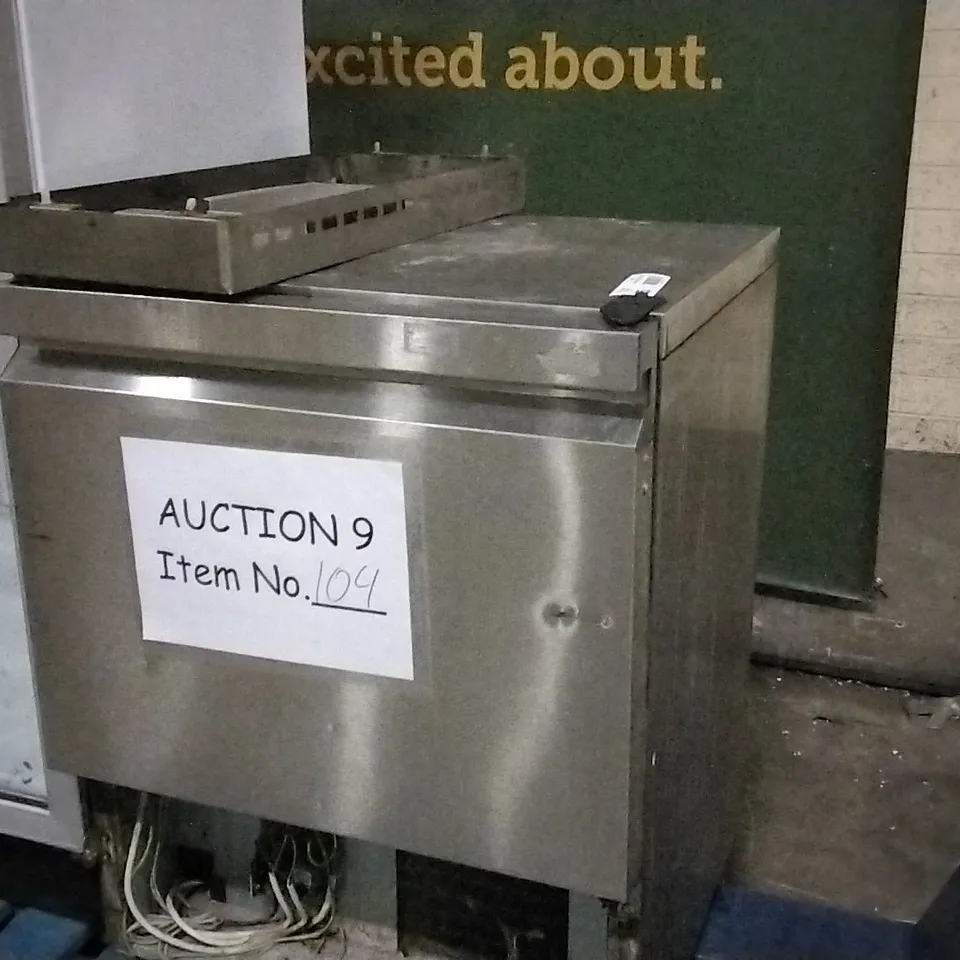 xcited about.
AUCTION 9
Item No. 104